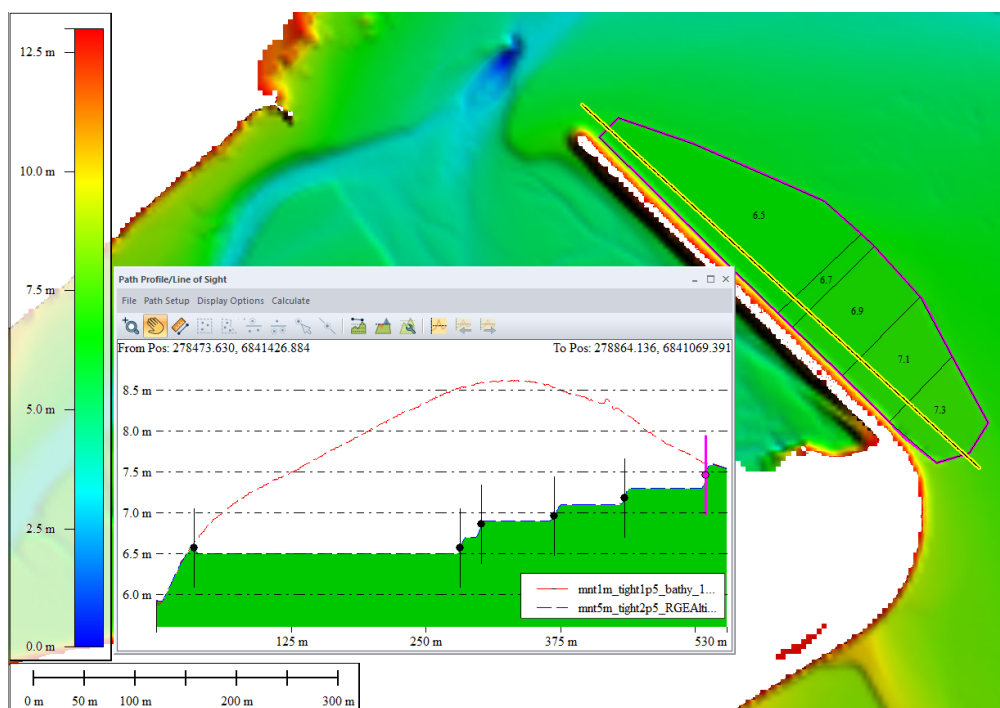 12.5 m
10.0 m
7.5 m
5.0 m
2.5 m
0.0 m
0 m 50 m 100 m 200 m 300 m
6.5
6.7
6.9
7.1
7.3
Path Profile/Line of Sight
File Path Setup Display Options Calculate
From Pos: 278473.630, 6841426.884 To Pos: 278864.136, 6841069.391
8.5 m
8.0 m
7.5 m
7.0 m
6.5 m
6.0 m
125 m 250 m 375 m 530 m
mnt1m_tight1p5_bathy_1...
mnt5m_tight2p5_RGEAlti...